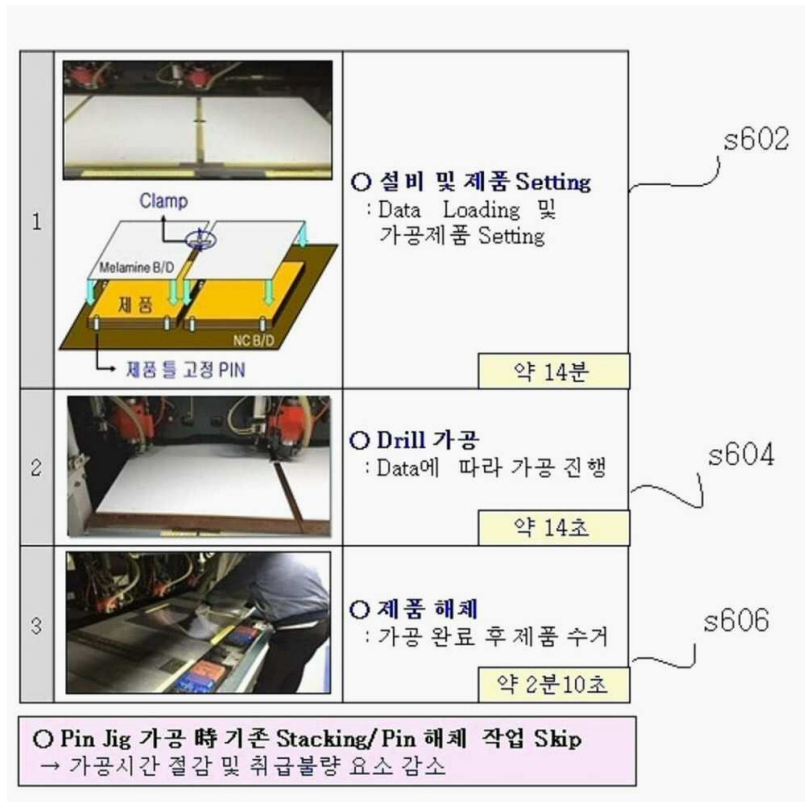 1
Clamp
Melamine B/D
제 품
NC B/D
제품 틀 고정 PIN
○ 설비 및 제품 Setting
: Data Loading 및
가공제품 Setting
약 14분
s602
2
○ Drill 가공
: Data에 따라 가공 진행
약 14초
s604
3
○ 제품 해체
: 가공 완료 후 제품 수거
약 2분10초
s606
○ Pin Jig 가공 時 기존 Stacking/Pin 해체 작업 Skip
→ 가공시간 절감 및 취급불량 요소 감소